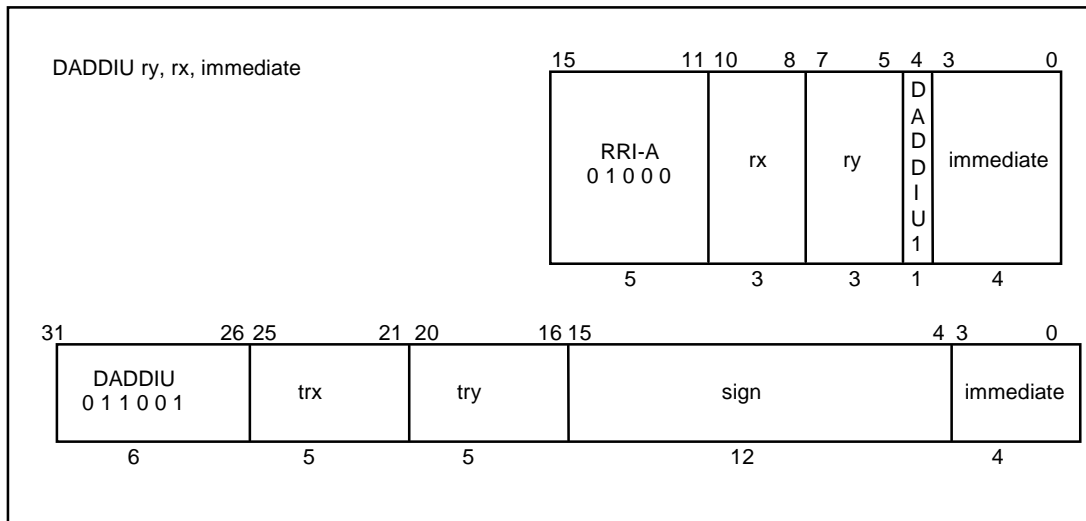 DADDIU ry, rx, immediate
15 11 10 8 7 5 4 3 0
RRI-A
0 1 0 0 0
rx
ry
D
A
D
D
I
U
1
immediate
5 3 3 1 4
31 26 25 21 20 16 15 4 3 0
DADDIU
0 1 1 0 0 1
trx
try
sign
immediate
6 5 5 12 4